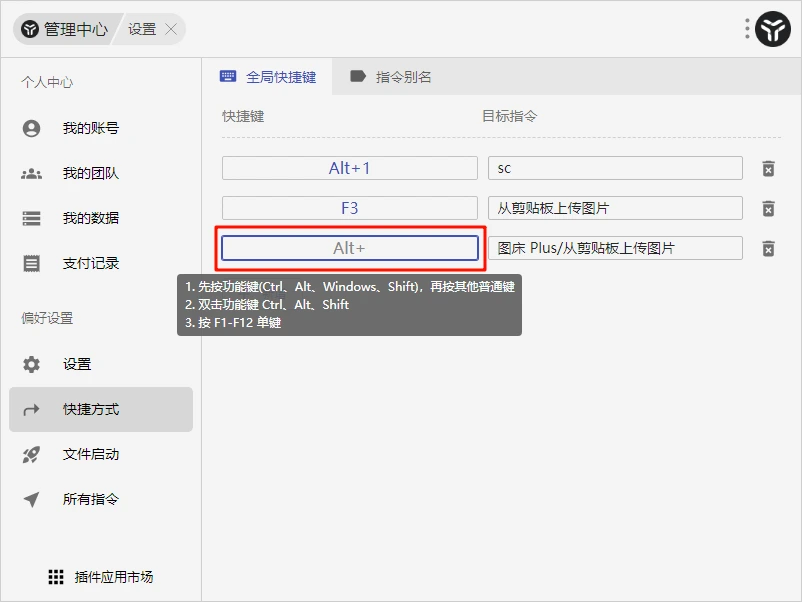 管理中心
设置
个人中心
我的账号
我的团队
我的数据
支付记录
偏好设置
设置
快捷方式
文件启动
所有指令
插件应用市场
全局快捷键
指令别名
快捷键
目标指令
Alt+1
sc
F3
从剪贴板上传图片
Alt+
图床 Plus/从剪贴板上传图片
1. 先按功能键(Ctrl、Alt、Windows、Shift)，再按其他普通键
2. 双击功能键 Ctrl、Alt、Shift
3. 按 F1-F12 单键